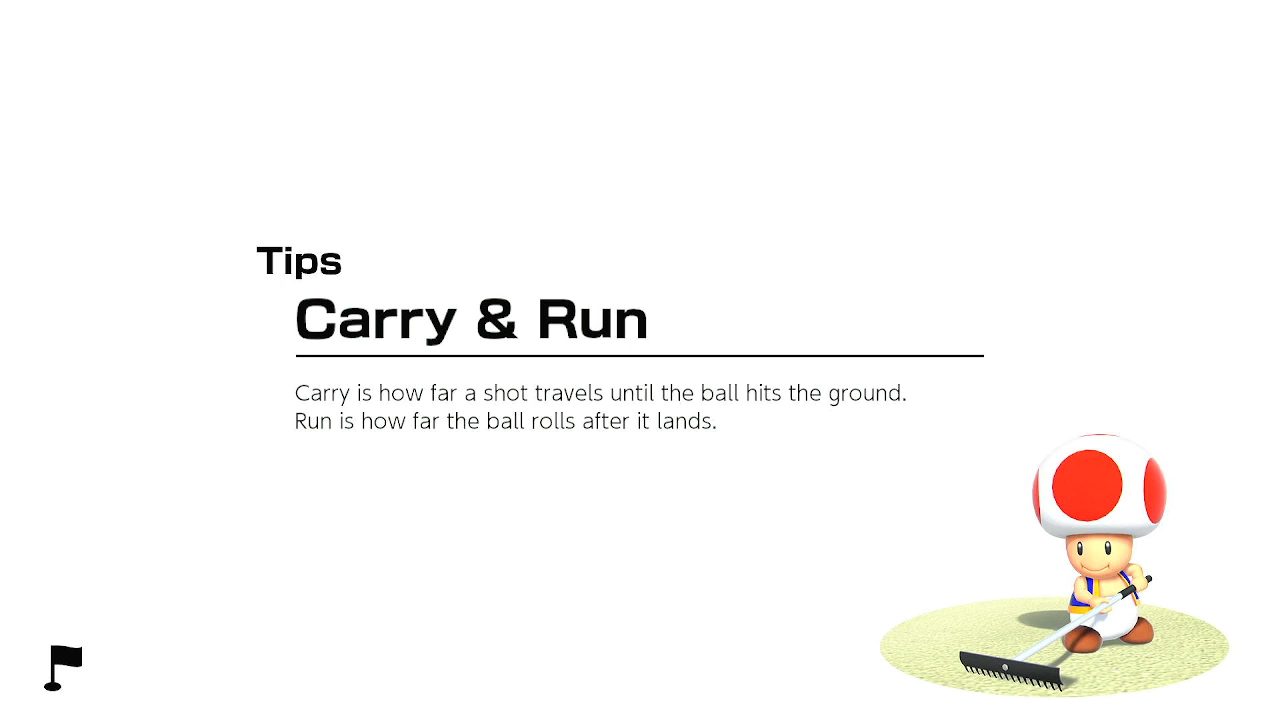 Tips
Carry & Run
Carry is how far a shot travels until the ball hits the ground.
Run is how far the ball rolls after it lands.